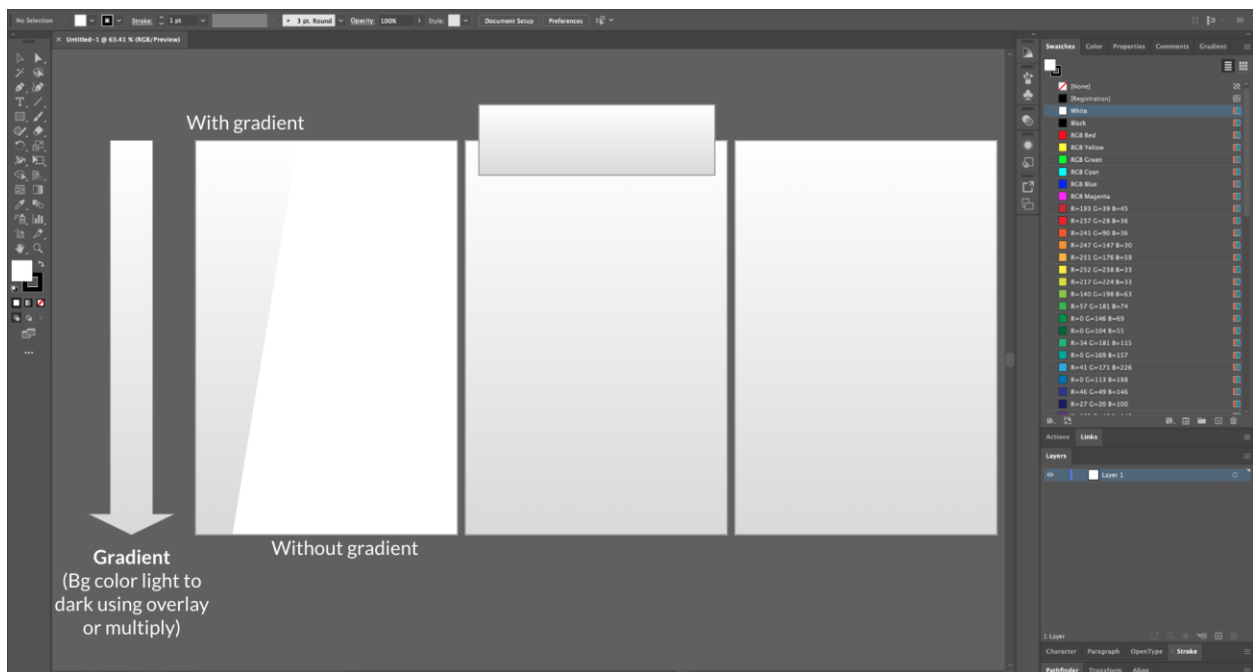 No Selection
Stroke:
1 pt
3 pt. Round
Opacity:
100%
Style:
Document Setup
Preferences
× Untitled-1 @ 63.41 % (RGB/Preview)
With gradient
Without gradient
Gradient
(Bg color light to
dark using overlay
or multiply)
Swatches Color Properties Comments Gradient
[None]
[Registration]
White
Black
RGB Red
RGB Yellow
RGB Green
RGB Cyan
RGB Blue
RGB Magenta
R=193 G=39 B=45
R=237 G=28 B=36
R=241 G=90 B=36
R=247 G=147 B=30
R=251 G=176 B=59
R=252 G=238 B=33
R=217 G=224 B=33
R=140 G=198 B=63
R=57 G=181 B=74
R=0 G=146 B=69
R=0 G=104 B=55
R=34 G=181 B=115
R=0 G=169 B=157
R=41 G=171 B=226
R=0 G=113 B=188
R=46 G=49 B=146
R=27 G=20 B=100
Actions Links
Layers
Layer 1
1 Layer
Character Paragraph OpenType Stroke
Pathfinder Transform Align